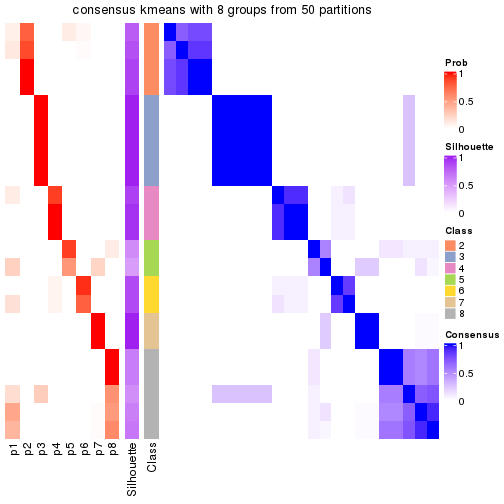 consensus kmeans with 8 groups from 50 partitions
Prob
1
0.5
0
Silhouette
1
0.5
0
Class
2
3
4
5
6
7
8
Consensus
1
0.5
0
p1
p2
p3
p4
p5
p6
p7
p8
Silhouette
Class